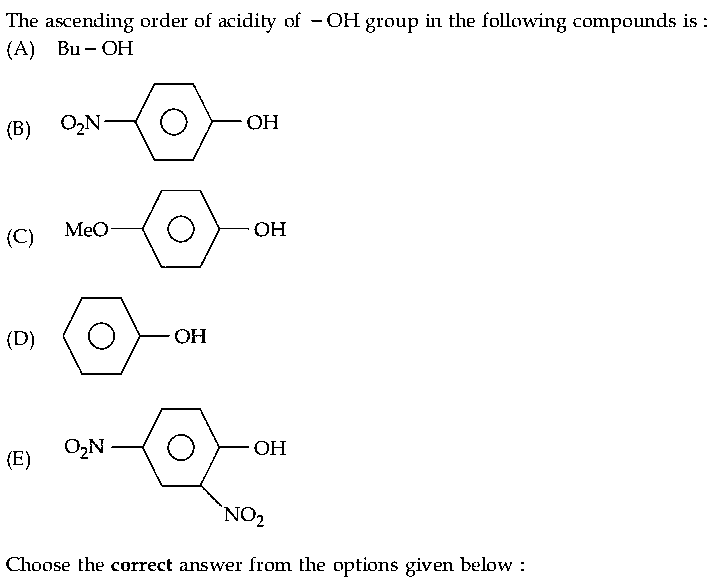 The ascending order of acidity of – OH group in the following compounds is :
(A) Bu – OH
(B) O₂N OH
(C) MeO OH
(D) OH
(E) O₂N OH
NO₂
Choose the correct answer from the options given below :